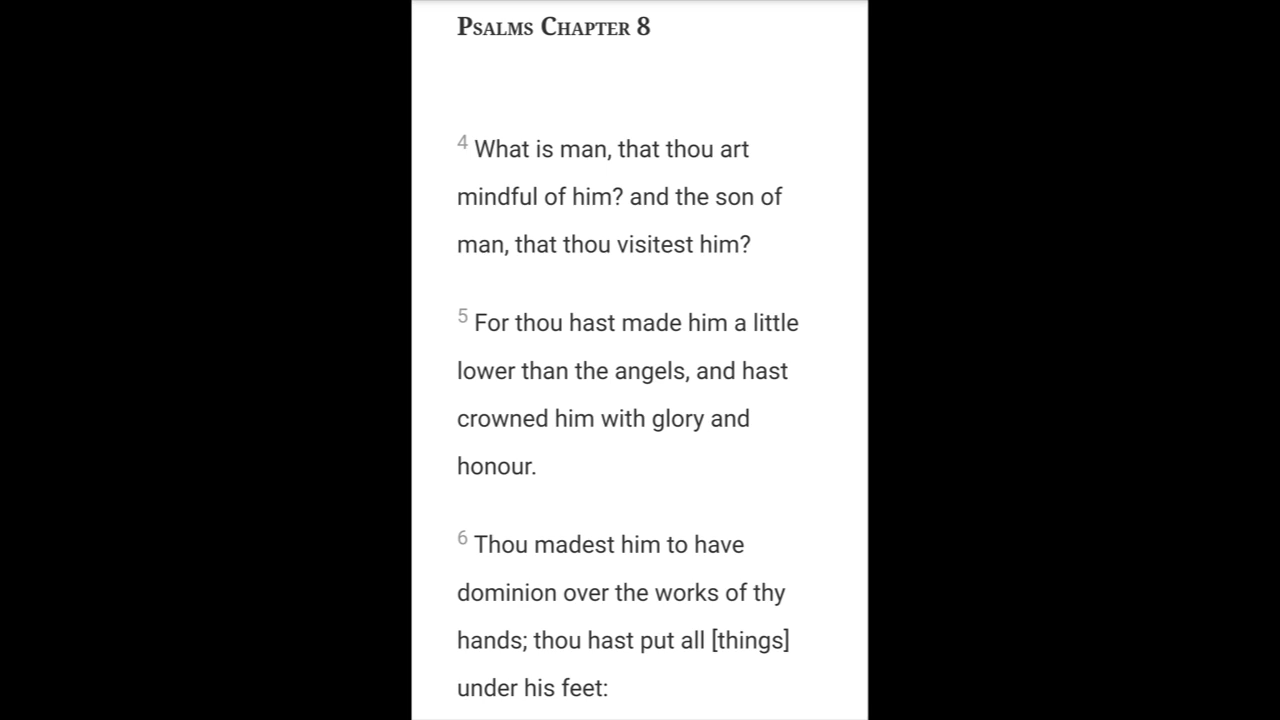 Psalms Chapter 8
4 What is man, that thou art
mindful of him? and the son of
man, that thou visitest him?
5 For thou hast made him a little
lower than the angels, and hast
crowned him with glory and
honour.
6 Thou madest him to have
dominion over the works of thy
hands; thou hast put all [things]
under his feet: